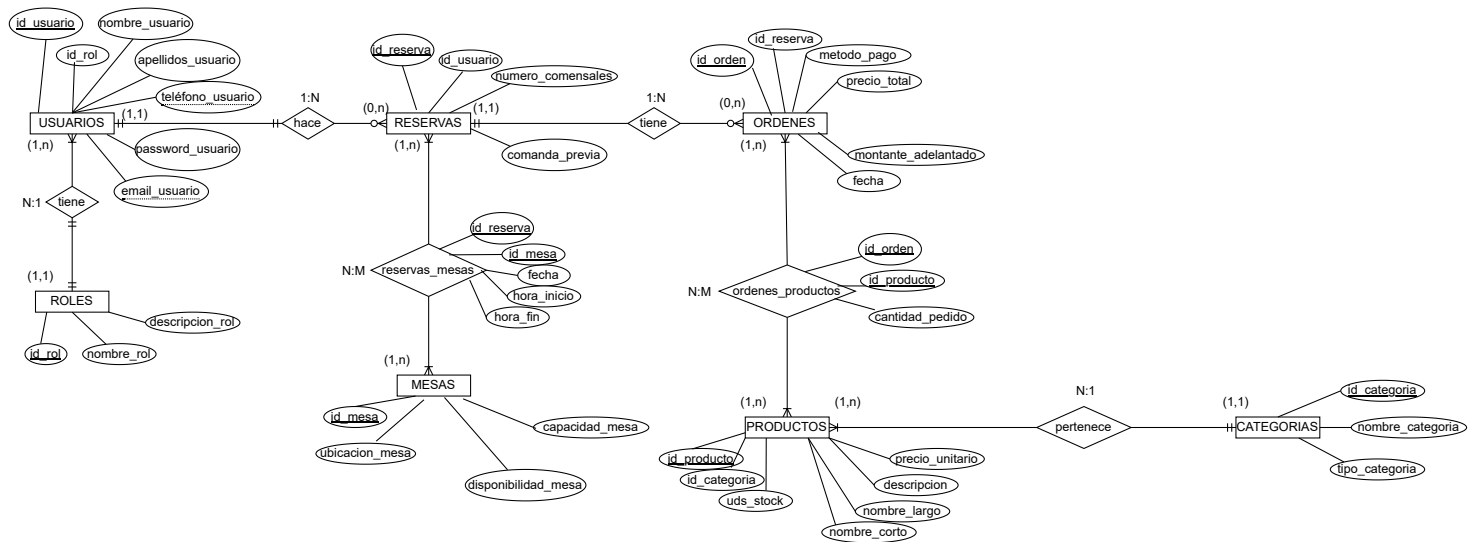 id_usuario
nombre_usuario
id_rol
apellidos_usuario
teléfono_usuario
USUARIOS
(1,1)
(1,n)
password_usuario
email_usuario
N:1
tiene
(1,1)
ROLES
descripcion_rol
id_rol
nombre_rol
1:N
hace
(0,n)
id_reserva
id_usuario
numero_comensales
RESERVAS
(1,1)
(1,n)
comanda_previa
N:M
reservas_mesas
id_reserva
id_mesa
fecha
hora_inicio
hora_fin
(1,n)
MESAS
id_mesa
capacidad_mesa
ubicacion_mesa
disponibilidad_mesa
1:N
tiene
(0,n)
id_reserva
id_orden
metodo_pago
precio_total
ORDENES
(1,n)
montante_adelantado
fecha
N:M
ordenes_productos
id_orden
id_producto
cantidad_pedido
(1,n)
(1,n)
PRODUCTOS
id_producto
id_categoria
uds_stock
precio_unitario
descripcion
nombre_largo
nombre_corto
N:1
pertenece
(1,1)
CATEGORIAS
id_categoria
nombre_categoria
tipo_categoria